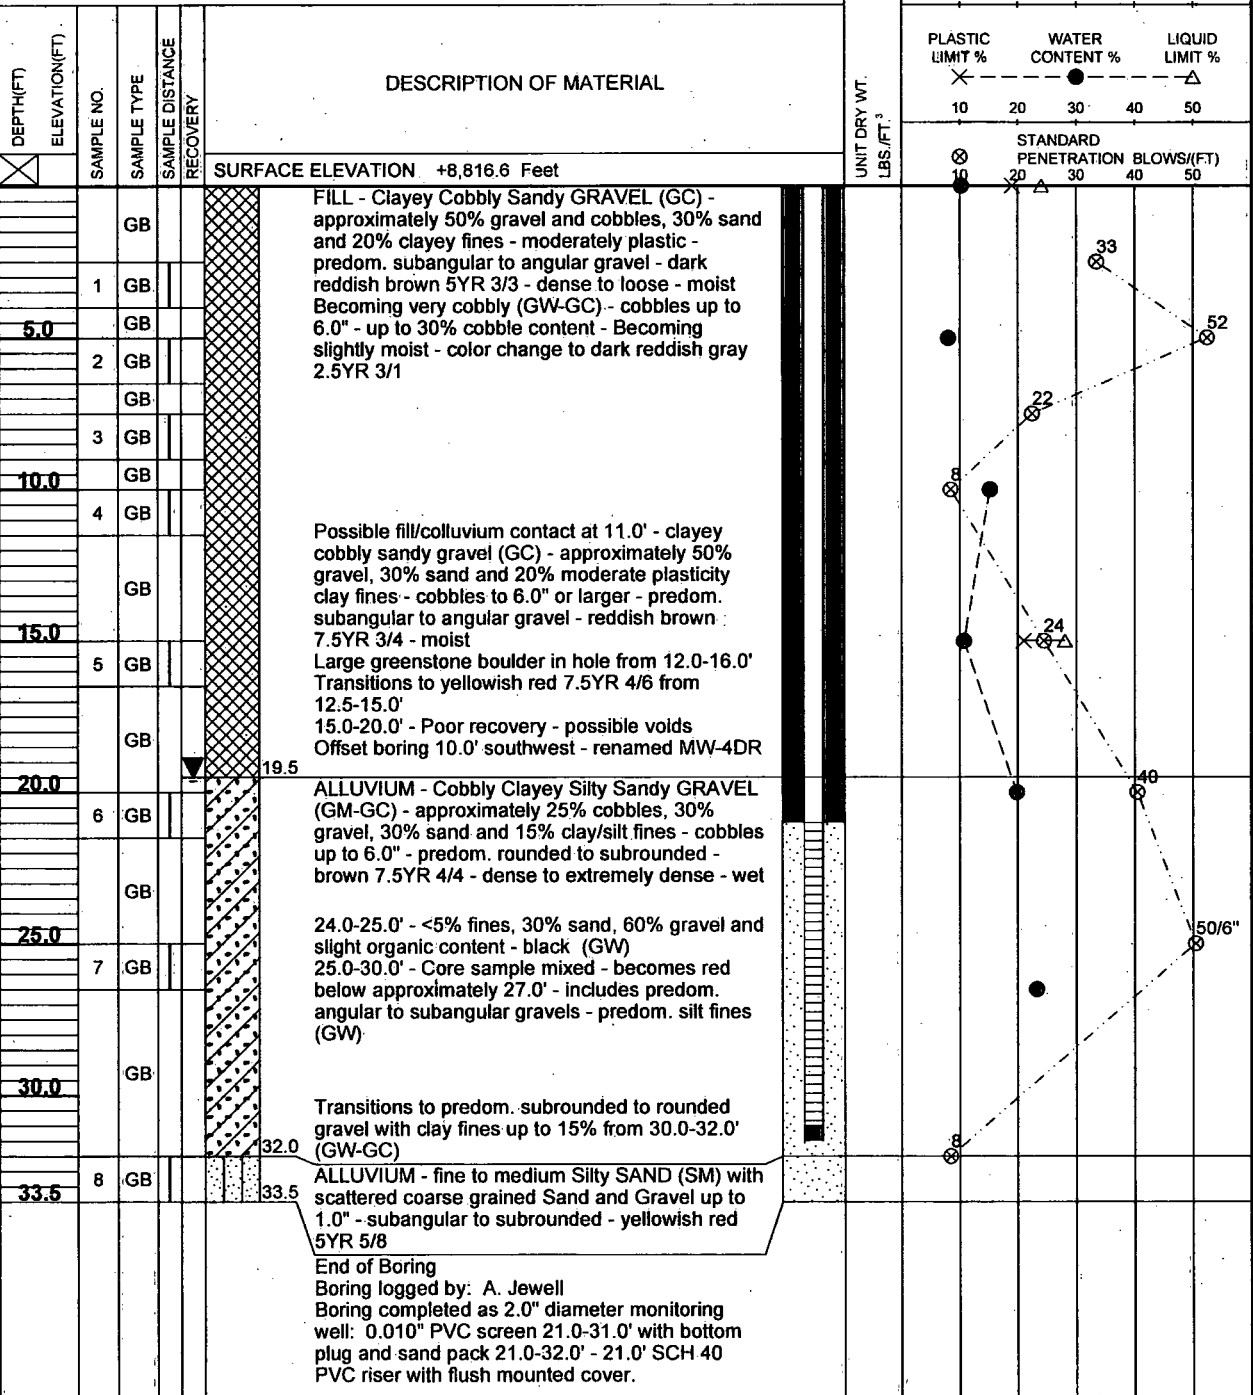 DEPTH(FT)
ELEVATION(FT)
SAMPLE NO.
SAMPLE TYPE
SAMPLE DISTANCE
RECOVERY
DESCRIPTION OF MATERIAL
SURFACE ELEVATION +8,816.6 Feet
UNIT DRY WT.
LBS./FT.³
PLASTIC
LIMIT %
WATER
CONTENT %
LIQUID
LIMIT %
10 20 30 40 50
STANDARD
PENETRATION BLOWS/(FT)
10 20 30 40 50
FILL - Clayey Cobbly Sandy GRAVEL (GC) -
approximately 50% gravel and cobbles, 30% sand
and 20% clayey fines - moderately plastic -
predom. subangular to angular gravel - dark
reddish brown 5YR 3/3 - dense to loose - moist
Becoming very cobbly (GW-GC) - cobbles up to
6.0" - up to 30% cobble content - Becoming
slightly moist - color change to dark reddish gray
2.5YR 3/1
GB
1 GB
GB
5.0
2 GB
GB
3 GB
GB
10.0
4 GB
GB
15.0
5 GB
GB
33
52
22
8
24
Possible fill/colluvium contact at 11.0' - clayey
cobbly sandy gravel (GC) - approximately 50%
gravel, 30% sand and 20% moderate plasticity
clay fines - cobbles to 6.0" or larger - predom.
subangular to angular gravel - reddish brown
7.5YR 3/4 - moist
Large greenstone boulder in hole from 12.0-16.0'
Transitions to yellowish red 7.5YR 4/6 from
12.5-15.0'
15.0-20.0' - Poor recovery - possible voids
Offset boring 10.0' southwest - renamed MW-4DR
19.5
20.0
6 GB
GB
25.0
7 GB
GB
30.0
40
50/6"
8
ALLUVIUM - Cobbly Clayey Silty Sandy GRAVEL
(GM-GC) - approximately 25% cobbles, 30%
gravel, 30% sand and 15% clay/silt fines - cobbles
up to 6.0" - predom. rounded to subrounded -
brown 7.5YR 4/4 - dense to extremely dense - wet
24.0-25.0' - <5% fines, 30% sand, 60% gravel and
slight organic content - black (GW)
25.0-30.0' - Core sample mixed - becomes red
below approximately 27.0' - includes predom.
angular to subangular gravels - predom. silt fines
(GW)
Transitions to predom. subrounded to rounded
gravel with clay fines up to 15% from 30.0-32.0'
(GW-GC)
32.0
8 GB
33.5
33.5
ALLUVIUM - fine to medium Silty SAND (SM) with
scattered coarse grained Sand and Gravel up to
1.0" - subangular to subrounded - yellowish red
5YR 5/8
End of Boring
Boring logged by: A. Jewell
Boring completed as 2.0" diameter monitoring
well: 0.010" PVC screen 21.0-31.0' with bottom
plug and sand pack 21.0-32.0' - 21.0' SCH 40
PVC riser with flush mounted cover.